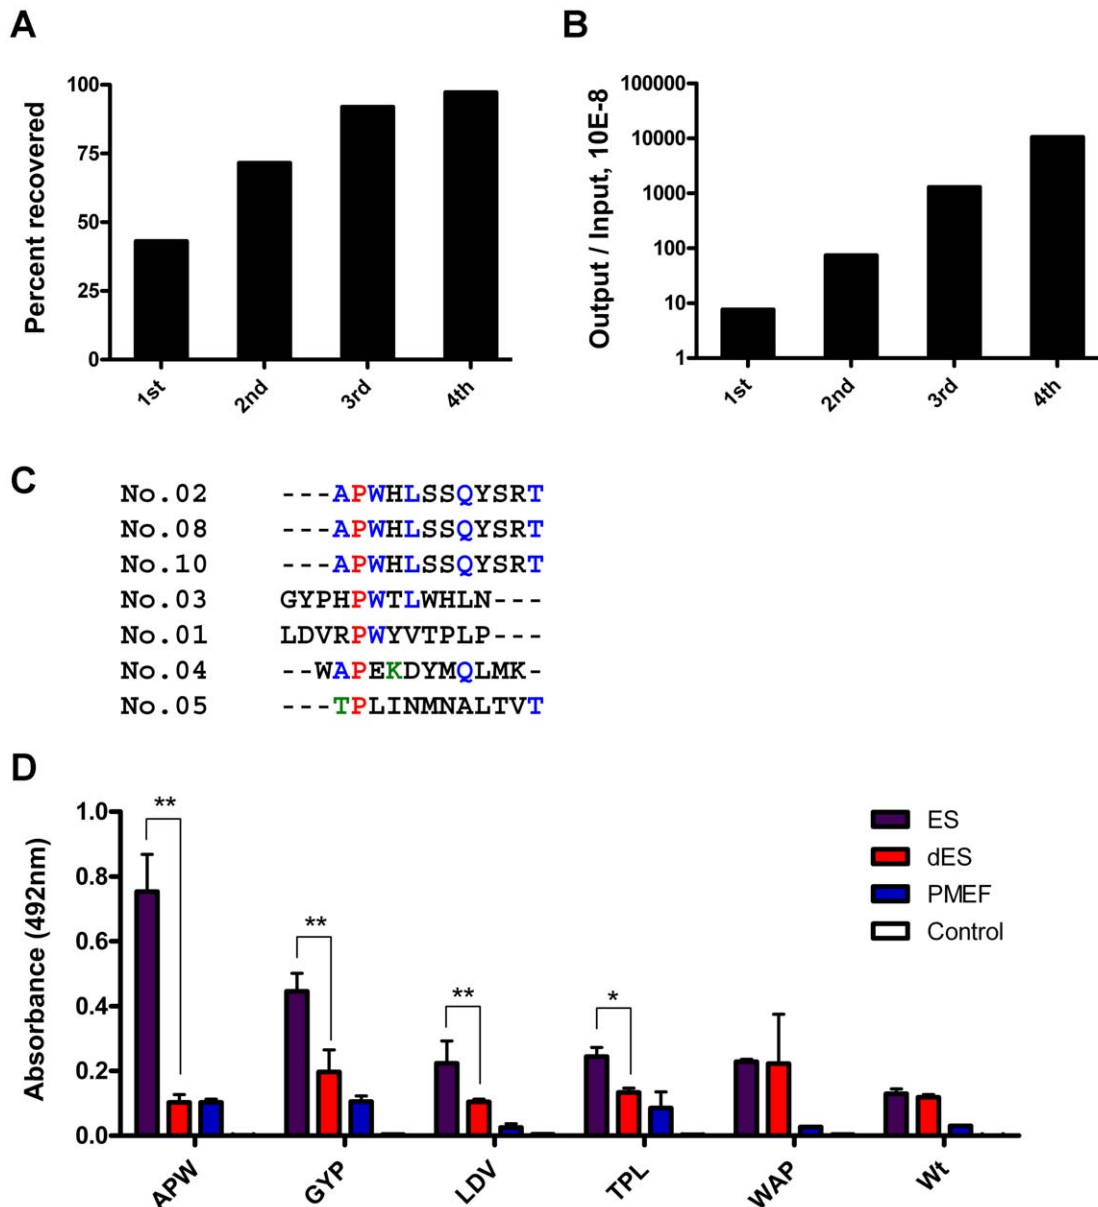 A
Percent recovered
100
75
50
25
0
1st 2nd 3rd 4th
B
Output / Input, 10E-8
100000
10000
1000
100
10
1
1st 2nd 3rd 4th
C
No.02 ---APWHLSSQYSRT
No.08 ---APWHLSSQYSRT
No.10 ---APWHLSSQYSRT
No.03 GYPHPWTLWHLN---
No.01 LDVRPWYVTPLP---
No.04 --WAPEKDYMQLMK-
No.05 ---TPLINMNALTVT
D
Absorbance (492nm)
1.0
0.8
0.6
0.4
0.2
0.0
** ** ** *
APW GYP LDV TPL WAP Wt
ES
dES
PMEF
Control